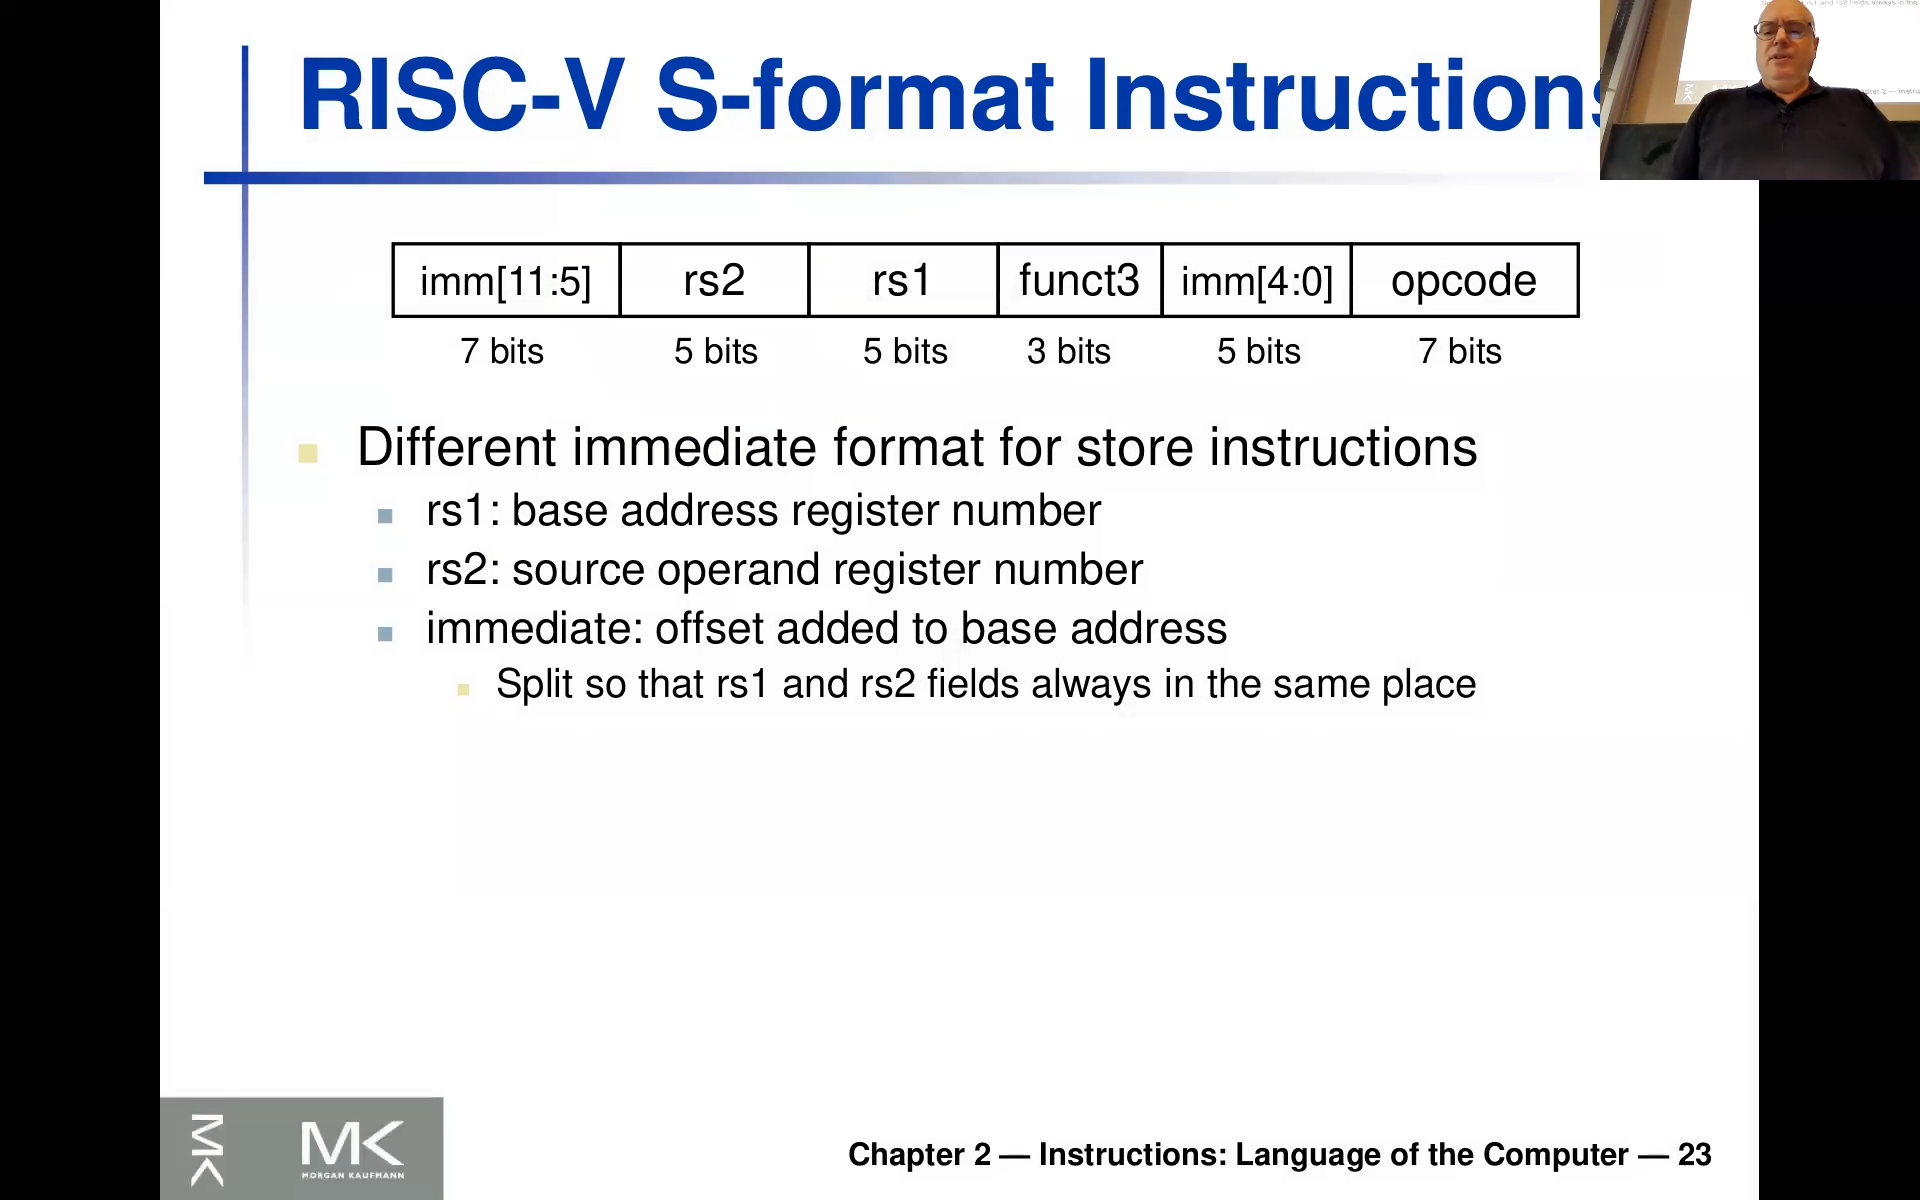 RISC-V S-format Instructions
imm[11:5] rs2 rs1 funct3 imm[4:0] opcode
7 bits 5 bits 5 bits 3 bits 5 bits 7 bits
Different immediate format for store instructions
rs1: base address register number
rs2: source operand register number
immediate: offset added to base address
Split so that rs1 and rs2 fields always in the same place
MK
MK
MORGAN KAUFMANN
Chapter 2 — Instructions: Language of the Computer — 23